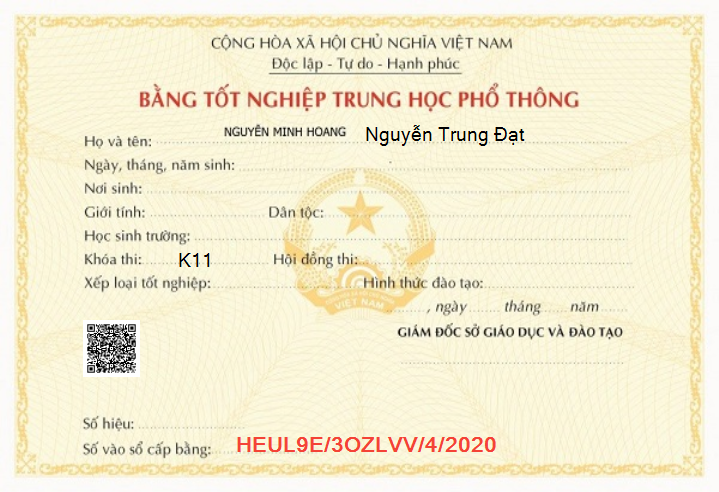 CỘNG HÒA XÃ HỘI CHỦ NGHĨA VIỆT NAM
Độc lập - Tự do - Hạnh phúc
BẰNG TỐT NGHIỆP TRUNG HỌC PHỔ THÔNG
Họ và tên: NGUYỄN MINH HOANG Nguyễn Trung Đạt
Ngày, tháng, năm sinh:
Nơi sinh:
Giới tính: Dân tộc:
Học sinh trường:
Khóa thi: K11 Hội đồng thi:
Xếp loại tốt nghiệp: Hình thức đào tạo:
VIỆT NAM
, ngày tháng năm
GIÁM ĐỐC SỞ GIÁO DỤC VÀ ĐÀO TẠO
Số hiệu:
Số vào sổ cấp bằng: HEUL9E/3OZLVV/4/2020